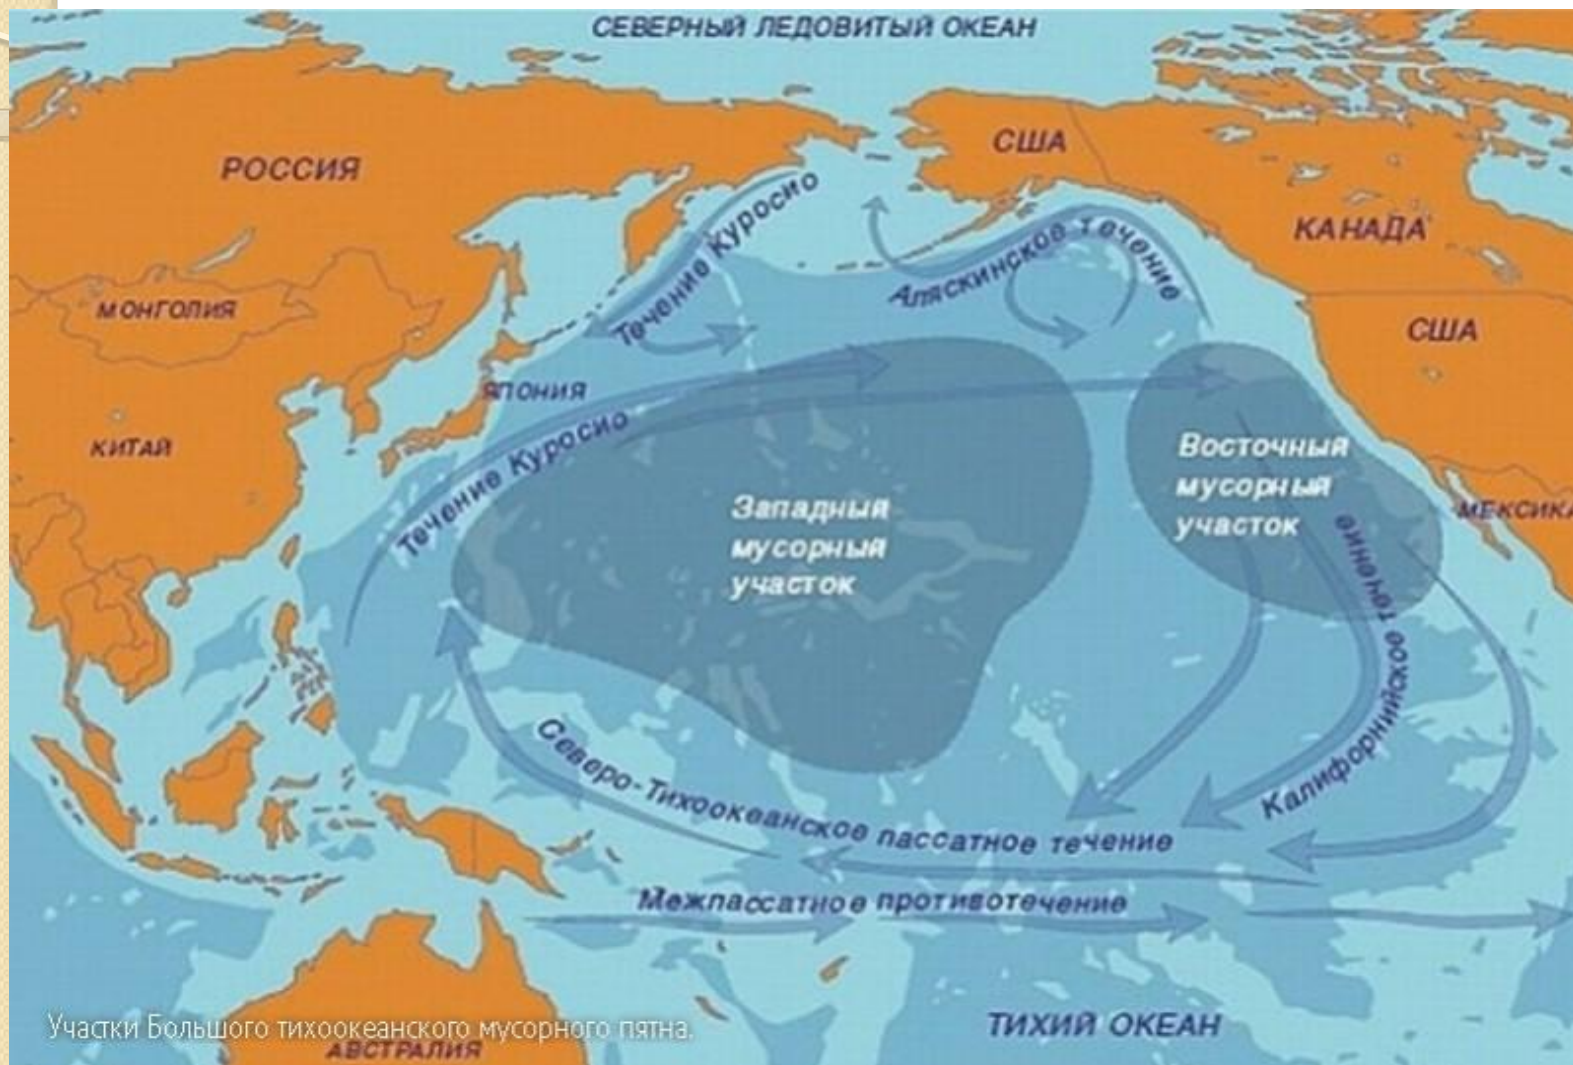 СЕВЕРНЫЙ ЛЕДОВИТЫЙ ОКЕАН
РОССИЯ
США
КАНАДА
Течение Куросио
Аляскинское течение
МОНГОЛИЯ
США
ЯПОНИЯ
КИТАЙ
Течение Куросио
Западный
мусорный
участок
Восточный
мусорный
участок
МЕКСИКА
Калифорнийское течение
Северо-Тихоокеанское пассатное течение
Межпассатное противотечение
ТИХИЙ ОКЕАН
Участки Большого тихоокеанского мусорного пятна.
АВСТРАЛИЯ